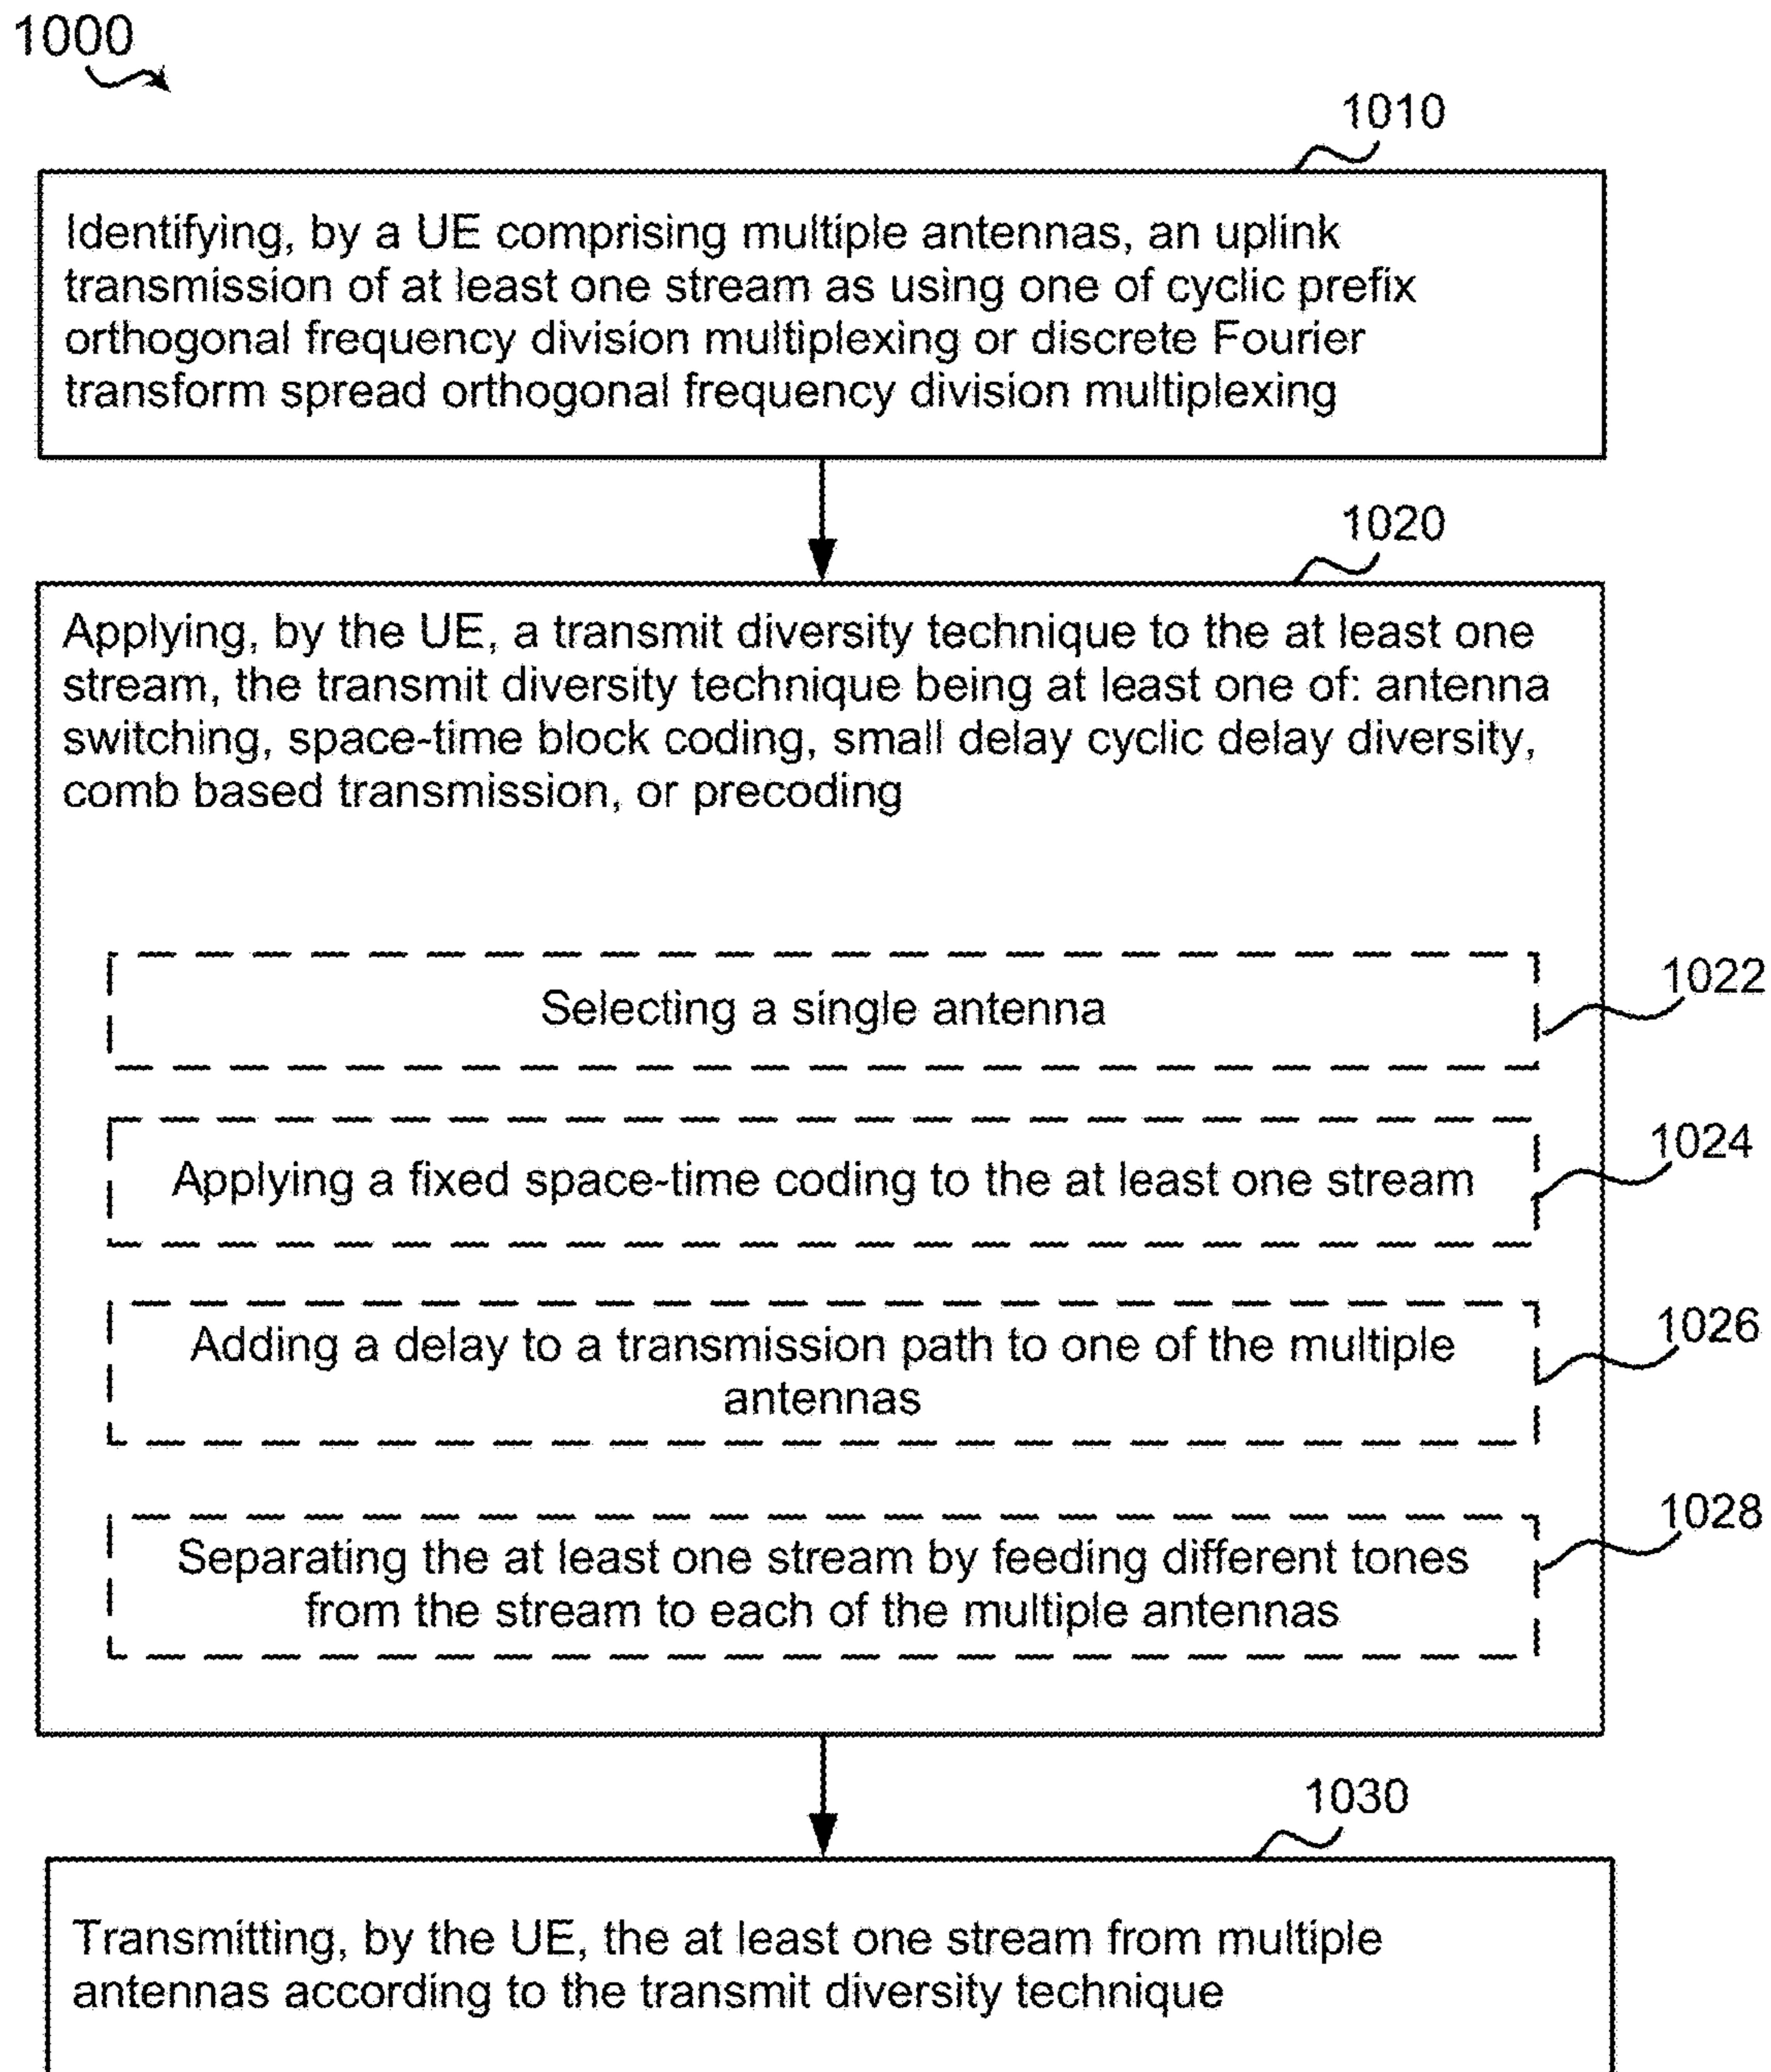 1000
1010
Identifying, by a UE comprising multiple antennas, an uplink
transmission of at least one stream as using one of cyclic prefix
orthogonal frequency division multiplexing or discrete Fourier
transform spread orthogonal frequency division multiplexing
1020
Applying, by the UE, a transmit diversity technique to the at least one
stream, the transmit diversity technique being at least one of: antenna
switching, space-time block coding, small delay cyclic delay diversity,
comb based transmission, or precoding
1022
Selecting a single antenna
1024
Applying a fixed space-time coding to the at least one stream
1026
Adding a delay to a transmission path to one of the multiple
antennas
1028
Separating the at least one stream by feeding different tones
from the stream to each of the multiple antennas
1030
Transmitting, by the UE, the at least one stream from multiple
antennas according to the transmit diversity technique